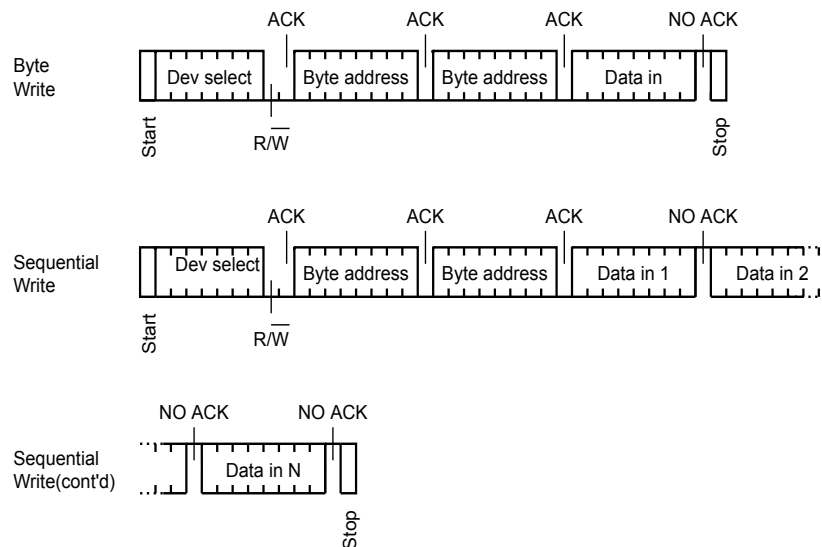 ACK ACK ACK NO ACK
Byte
Write
Dev select Byte address Byte address Data in
Start
R/W̅
Stop
ACK ACK ACK NO ACK
Sequential
Write
Dev select Byte address Byte address Data in 1 Data in 2
Start
R/W̅
NO ACK NO ACK
Sequential
Write(cont'd)
Data in N
Stop